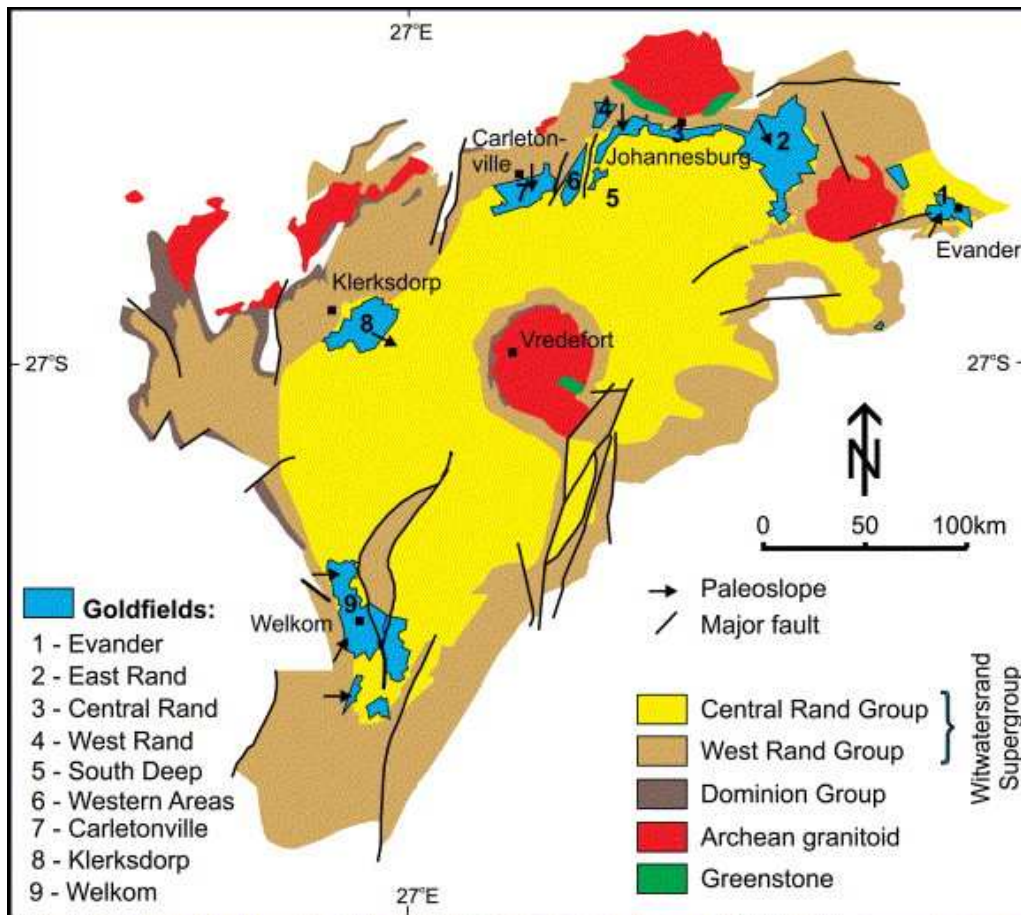 27°E
4
Carleton-
ville
3
2
Johannesburg
7
6
5
1
Evander
Klerksdorp
8
Vredefort
27°S
27°S
N
0 50 100km
Paleoslope
Major fault
9
Welkom
Goldfields:
1 - Evander
2 - East Rand
3 - Central Rand
4 - West Rand
5 - South Deep
6 - Western Areas
7 - Carletonville
8 - Klerksdorp
9 - Welkom
Central Rand Group
West Rand Group
Dominion Group
Archean granitoid
Greenstone
Witwatersrand
Supergroup
27°E